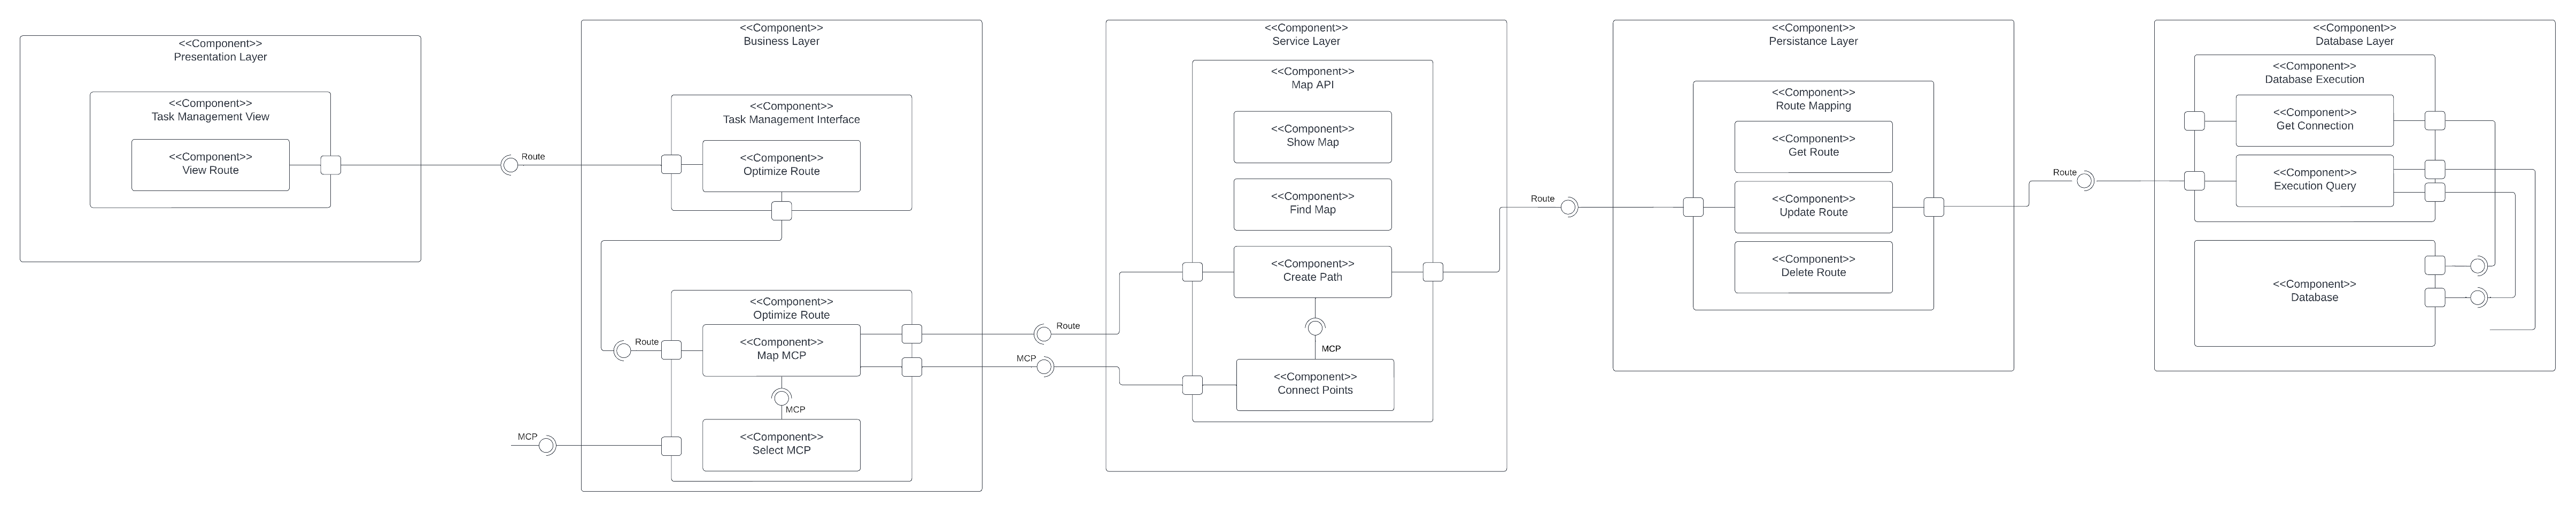 <<Component>>
Presentation Layer
<<Component>>
Task Management View
<<Component>>
View Route
Route
<<Component>>
Business Layer
<<Component>>
Task Management Interface
<<Component>>
Optimize Route
<<Component>>
Optimize Route
Route
<<Component>>
Map MCP
MCP
<<Component>>
Select MCP
MCP
Route
MCP
<<Component>>
Service Layer
<<Component>>
Map API
<<Component>>
Show Map
<<Component>>
Find Map
<<Component>>
Create Path
MCP
<<Component>>
Connect Points
Route
<<Component>>
Persistance Layer
<<Component>>
Route Mapping
<<Component>>
Get Route
<<Component>>
Update Route
<<Component>>
Delete Route
Route
<<Component>>
Database Layer
<<Component>>
Database Execution
<<Component>>
Get Connection
<<Component>>
Execution Query
<<Component>>
Database